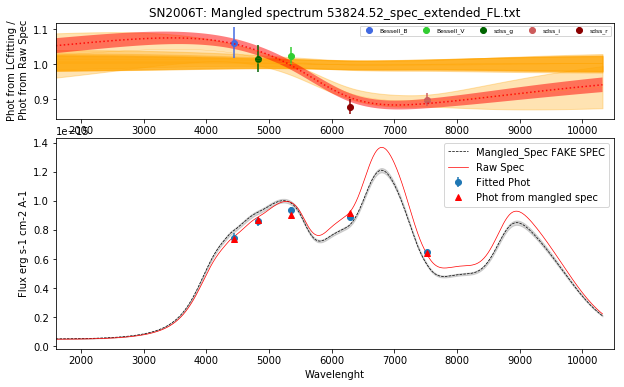 SN2006T: Mangled spectrum 53824.52_spec_extended_FL.txt
Phot from LCfitting /
Phot from Raw Spec
1.1
1.0
0.9
Bessell_B
Bessell_V
sdss_g
sdss_i
sdss_r
2000 3000 4000 5000 6000 7000 8000 9000 10000
1e−15
Flux erg s-1 cm-2 A-1
1.4
1.2
1.0
0.8
0.6
0.4
0.2
0.0
Mangled_Spec FAKE SPEC
Raw Spec
Fitted Phot
Phot from mangled spec
2000 3000 4000 5000 6000 7000 8000 9000 10000
Wavelenght